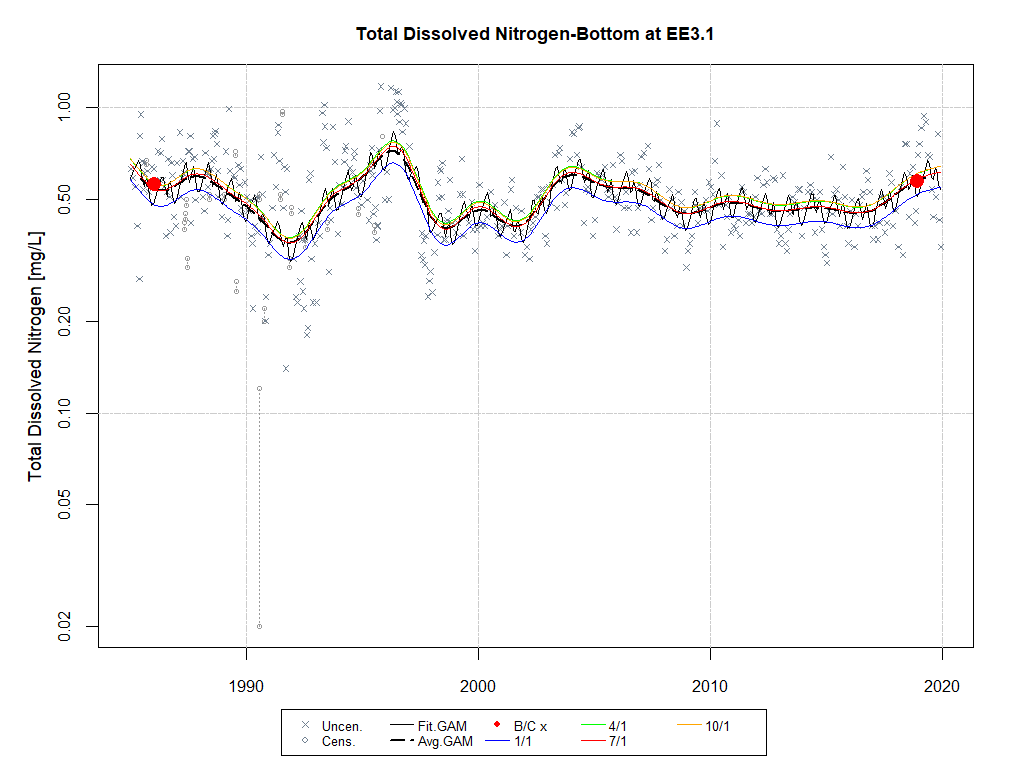 Total Dissolved Nitrogen-Bottom at EE3.1
Total Dissolved Nitrogen [mg/L]
1.00
0.50
0.20
0.10
0.05
0.02
1990 2000 2010 2020
Uncen. Fit.GAM B/C x 4/1 10/1
Cens. Avg.GAM 1/1 7/1